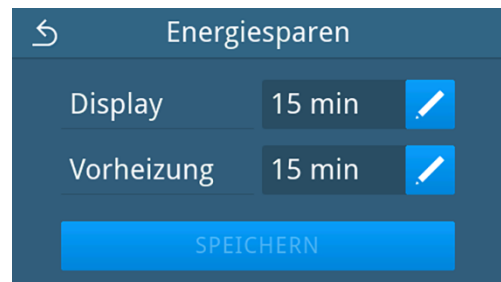 Energiesparen
Display 15 min
Vorheizung 15 min
SPEICHERN